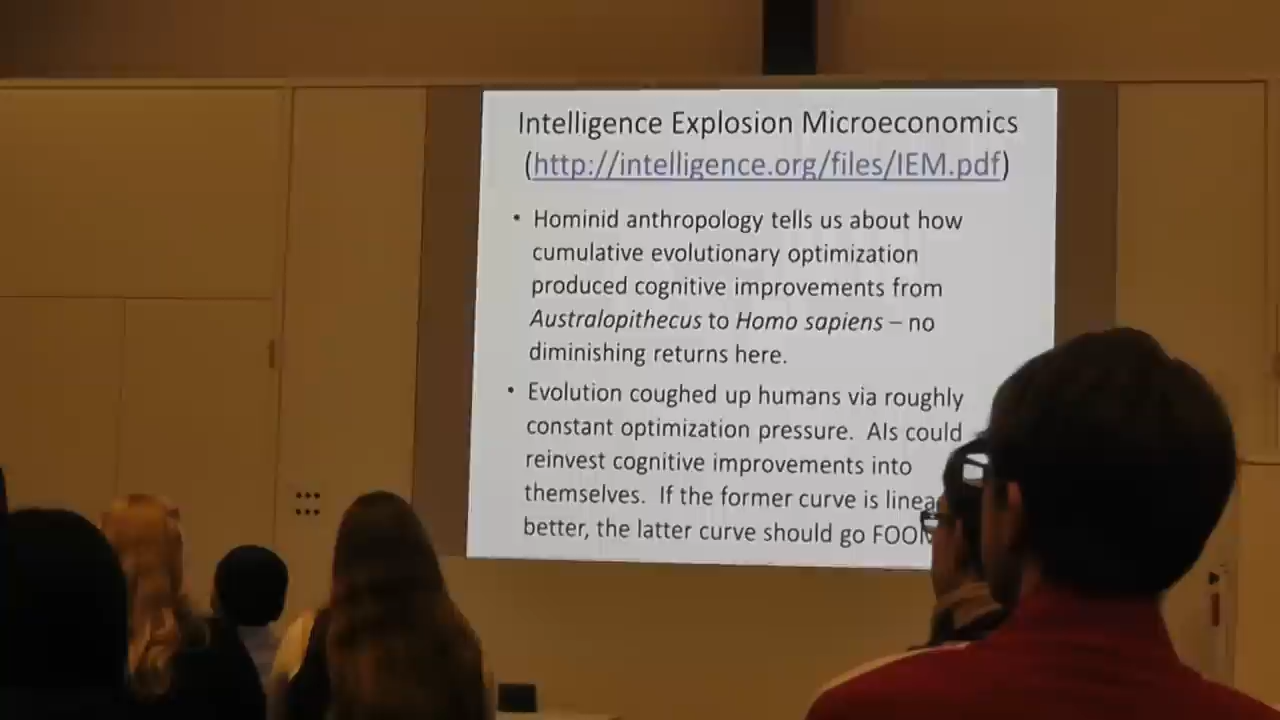 Intelligence Explosion Microeconomics
(http://intelligence.org/files/IEM.pdf)
• Hominid anthropology tells us about how
cumulative evolutionary optimization
produced cognitive improvements from
Australopithecus to Homo sapiens – no
diminishing returns here.
• Evolution coughed up humans via roughly
constant optimization pressure. AIs could
reinvest cognitive improvements into
themselves. If the former curve is
better, the latter curve should go